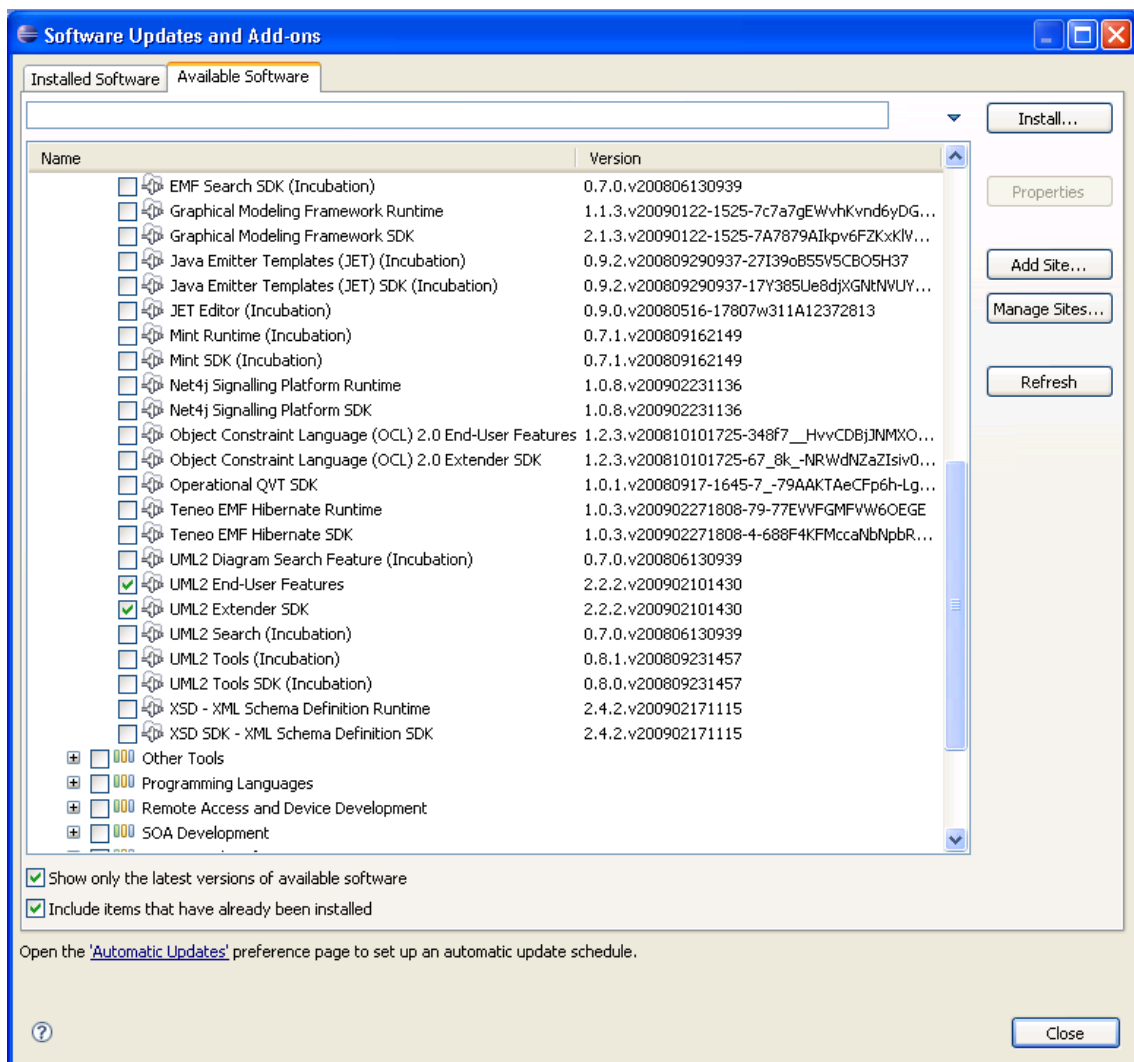 Software Updates and Add-ons
Installed Software Available Software
Install...
Name Version
EMF Search SDK (Incubation) 0.7.0.v200806130939
Properties
Graphical Modeling Framework Runtime 1.1.3.v20090122-1525-7c7a7gEWvhKvnd6yDG...
Graphical Modeling Framework SDK 2.1.3.v20090122-1525-7A7879AIkpv6FZKxKlV...
Java Emitter Templates (JET) (Incubation) 0.9.2.v200809290937-27I39oB55V5CBO5H37
Add Site...
Java Emitter Templates (JET) SDK (Incubation) 0.9.2.v200809290937-17Y385Ue8djXGNtNVUY...
JET Editor (Incubation) 0.9.0.v20080516-17807w311A12372813
Manage Sites...
Mint Runtime (Incubation) 0.7.1.v200809162149
Mint SDK (Incubation) 0.7.1.v200809162149
Net4j Signalling Platform Runtime 1.0.8.v200902231136
Refresh
Net4j Signalling Platform SDK 1.0.8.v200902231136
Object Constraint Language (OCL) 2.0 End-User Features 1.2.3.v200810101725-348f7__HvvCDBjJNMXO...
Object Constraint Language (OCL) 2.0 Extender SDK 1.2.3.v200810101725-67_8k_-NRWdNZaZIsiv0...
Operational QVT SDK 1.0.1.v20080917-1645-7_-79AAKTAeCFp6h-Lg...
Teneo EMF Hibernate Runtime 1.0.3.v200902271808-79-77EVVFGMFVW6OEGE
Teneo EMF Hibernate SDK 1.0.3.v200902271808-4-688F4KFMccaNbNpbR...
UML2 Diagram Search Feature (Incubation) 0.7.0.v200806130939
UML2 End-User Features 2.2.2.v200902101430
UML2 Extender SDK 2.2.2.v200902101430
UML2 Search (Incubation) 0.7.0.v200806130939
UML2 Tools (Incubation) 0.8.1.v200809231457
UML2 Tools SDK (Incubation) 0.8.0.v200809231457
XSD - XML Schema Definition Runtime 2.4.2.v200902171115
XSD SDK - XML Schema Definition SDK 2.4.2.v200902171115
Other Tools
Programming Languages
Remote Access and Device Development
SOA Development
Show only the latest versions of available software
Include items that have already been installed
Open the 'Automatic Updates' preference page to set up an automatic update schedule.
?
Close